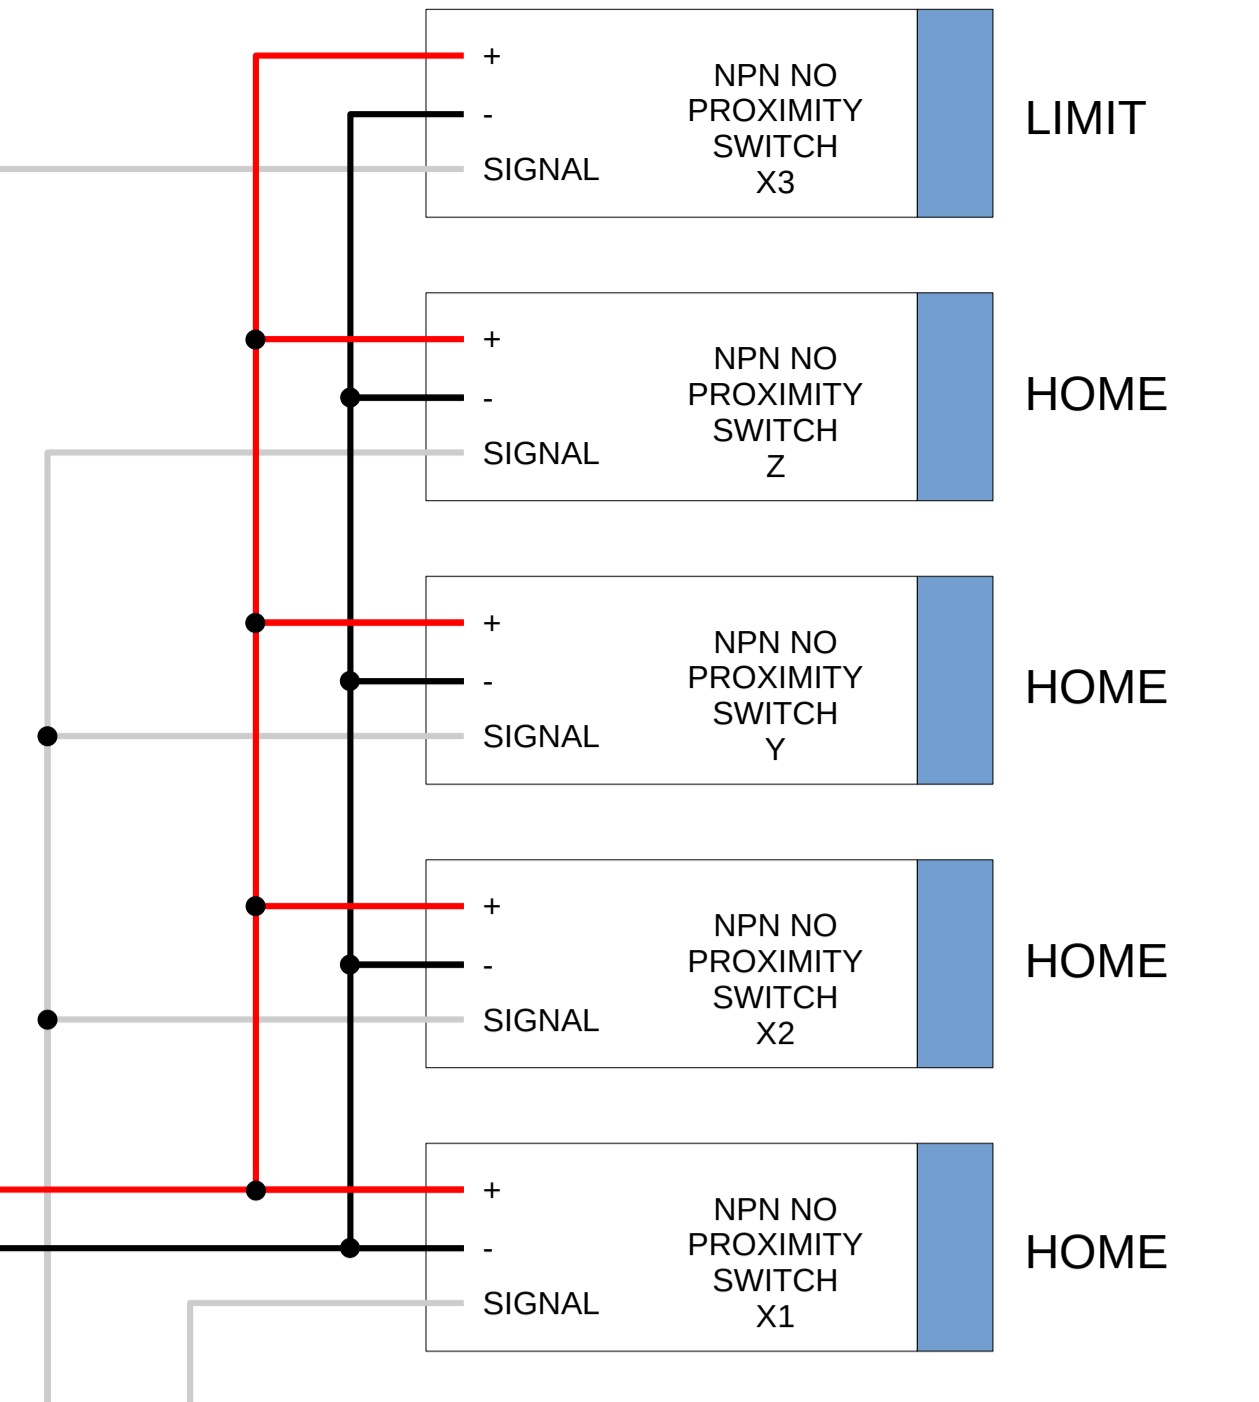 +
-
SIGNAL
NPN NO
PROXIMITY
SWITCH
X3
LIMIT
+
-
SIGNAL
NPN NO
PROXIMITY
SWITCH
Z
HOME
+
-
SIGNAL
NPN NO
PROXIMITY
SWITCH
Y
HOME
+
-
SIGNAL
NPN NO
PROXIMITY
SWITCH
X2
HOME
+
-
SIGNAL
NPN NO
PROXIMITY
SWITCH
X1
HOME